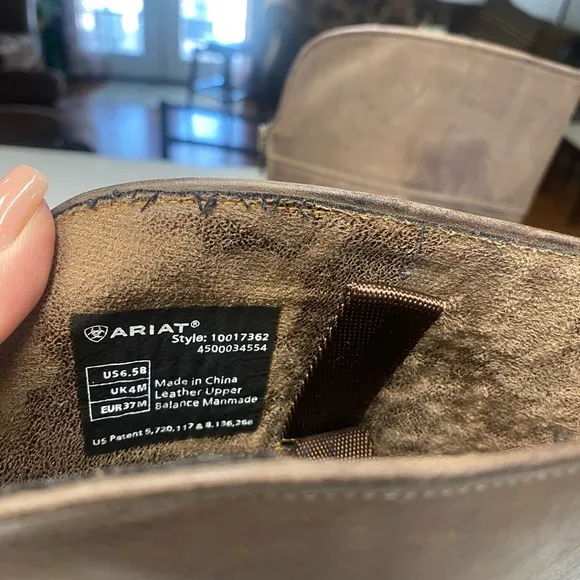 ARIAT®
Style: 10017362
4500034554
US6.5B
UK4M
EUR37M
Made in China
Leather Upper
Balance Manmade
US Patent 5,720,117 & 8,136,266